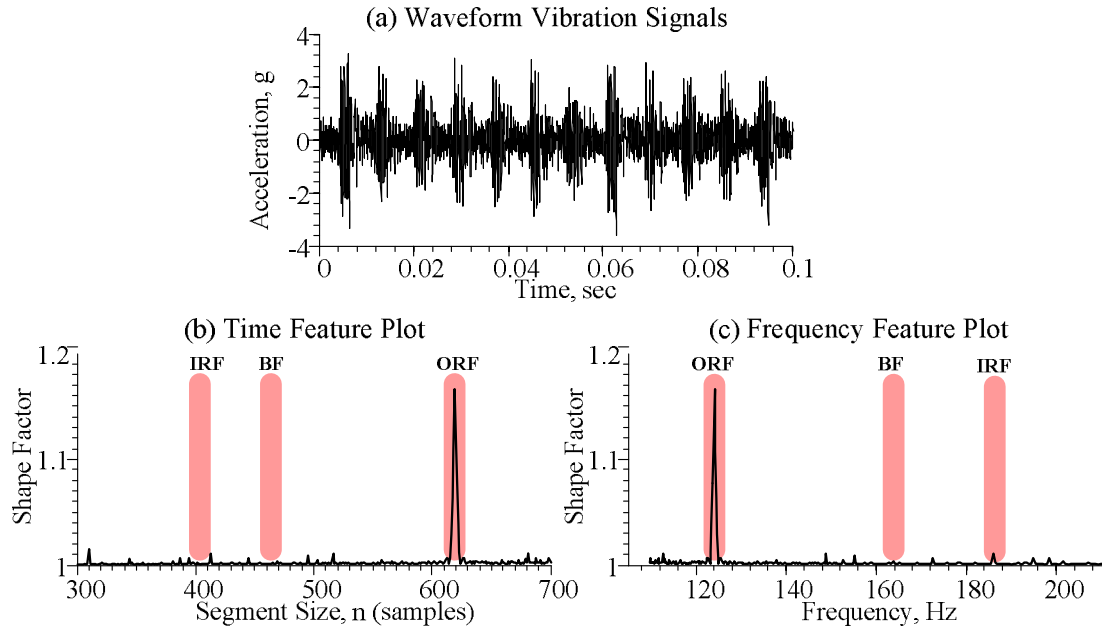 (a) Waveform Vibration Signals
4
2
0
-2
-4
Acceleration, g
0 0.02 0.04 0.06 0.08 0.1
Time, sec
(b) Time Feature Plot
IRF BF ORF
1.2
1.1
1
Shape Factor
300 400 500 600 700
Segment Size, n (samples)
(c) Frequency Feature Plot
ORF BF IRF
1.2
1.1
1
Shape Factor
120 140 160 180 200
Frequency, Hz